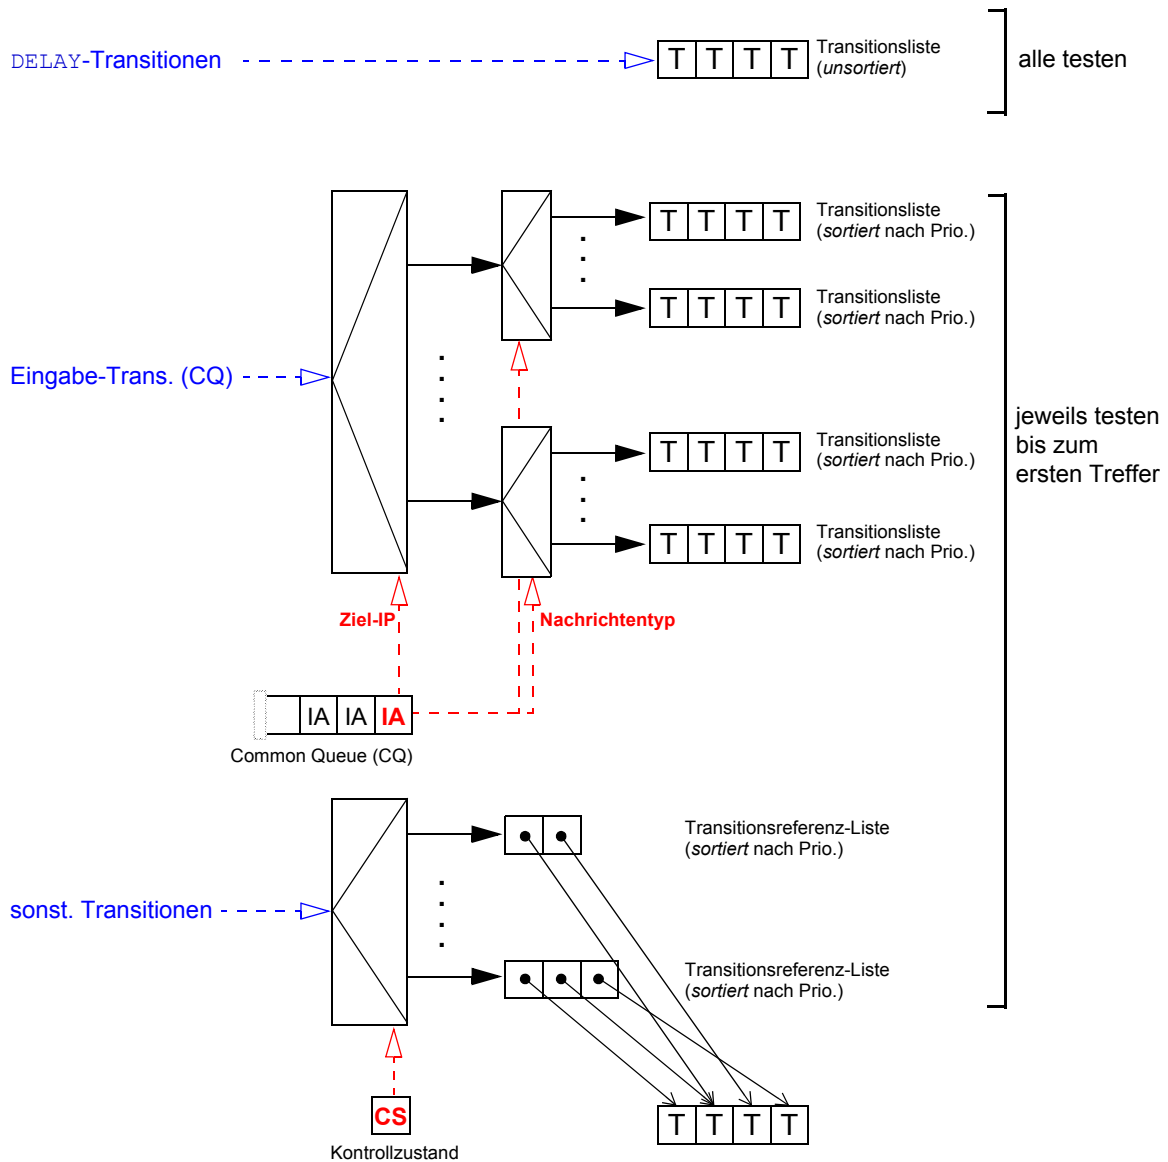 DELAY-Transitionen
T T T T
Transitionsliste
(unsortiert)
alle testen
T T T T
Transitionsliste
(sortiert nach Prio.)
T T T T
Transitionsliste
(sortiert nach Prio.)
Eingabe-Trans. (CQ)
T T T T
Transitionsliste
(sortiert nach Prio.)
T T T T
Transitionsliste
(sortiert nach Prio.)
jeweils testen
bis zum
ersten Treffer
Ziel-IP
Nachrichtentyp
IA IA IA
Common Queue (CQ)
Transitionsreferenz-Liste
(sortiert nach Prio.)
sonst. Transitionen
Transitionsreferenz-Liste
(sortiert nach Prio.)
CS
Kontrollzustand
T T T T